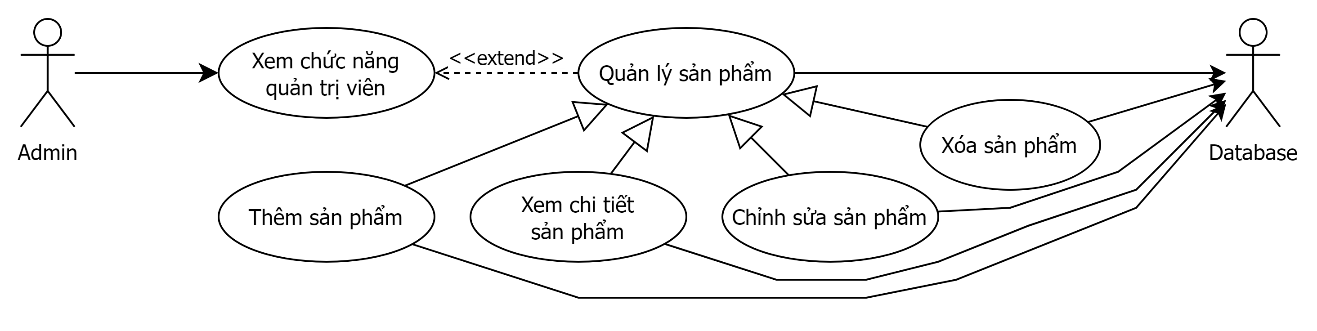 Xem chức năng
quản trị viên
<<extend>>
Quản lý sản phẩm
Admin
Database
Xóa sản phẩm
Thêm sản phẩm
Xem chi tiết
sản phẩm
Chỉnh sửa sản phẩm